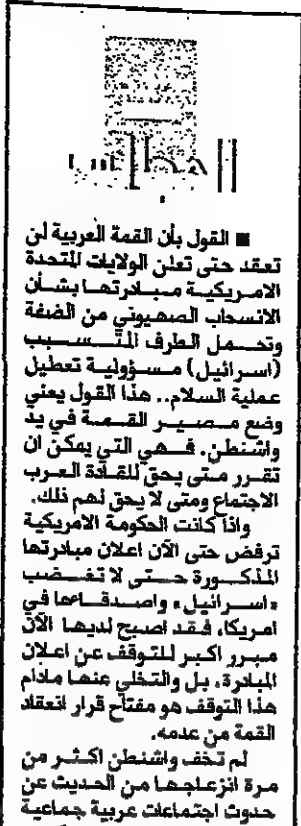 ■ القول بأن القمة العربية لن
تعقد حتى تعلن الولايات المتحدة
الامريكية مبادرتها بشأن
الانسحاب الصهيوني من الضفة
وتحمل الطرف المتسبب
(اسرائيل) مسؤولية تعطيل
عملية السلام.. هذا القول يعني
وضع مصير القمة في يد
واشنطن. فهي التي يمكن ان
تقرر متى يحق للقادة العرب
الاجتماع ومتى لا يحق لهم ذلك.
واذا كانت الحكومة الامريكية
ترفض حتى الآن اعلان مبادرتها
المذكورة حتى لا تغضب
«اسرائيل» واصدقاءها في
امريكا، فقد اصبح لديها الآن
مبرر اكبر للتوقف عن اعلان
المبادرة، بل والتخلي عنها مادام
هذا التوقف هو مفتاح قرار انعقاد
القمة من عدمه.
لم تخف واشنطن اكثر من
مرة انزعاجها من الحديث عن
حدوث اجتماعات عربية جماعية